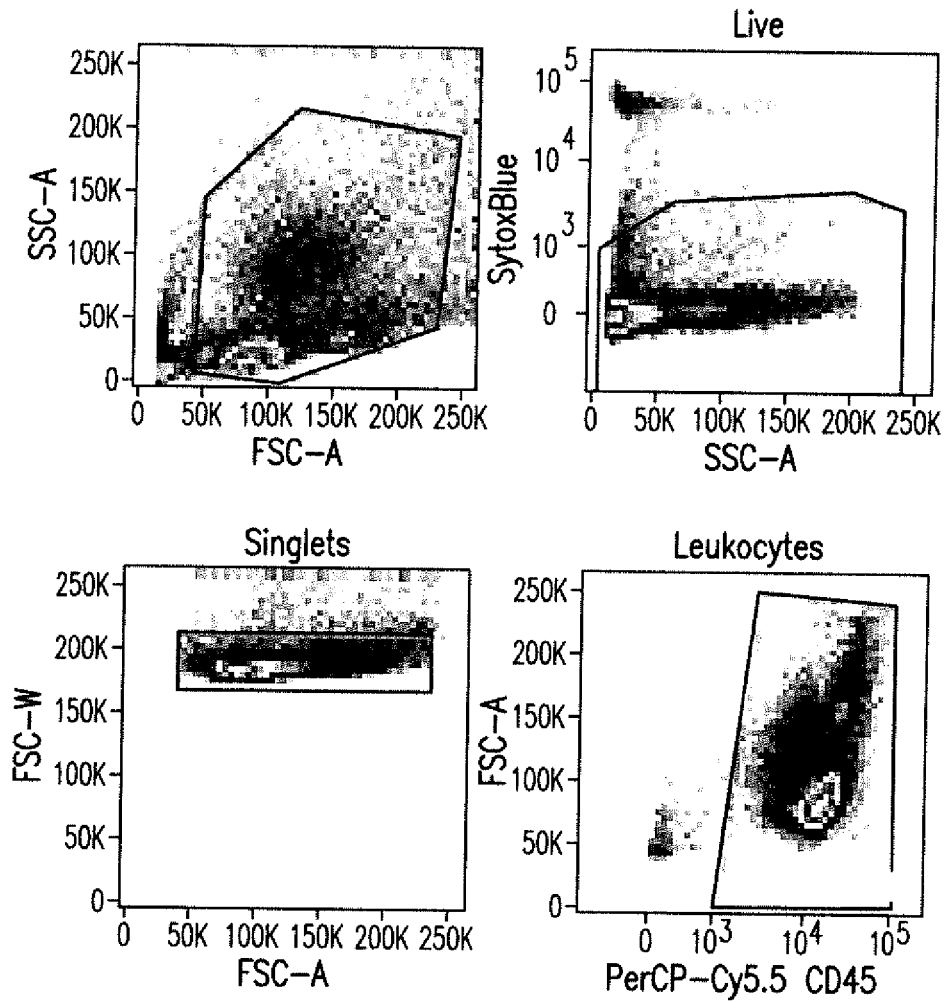 Live
250K
200K
150K
100K
50K
0
SSC-A
0 50K 100K 150K 200K 250K
FSC-A
10^5
10^4
10^3
0
SytoxBlue
0 50K 100K 150K 200K 250K
SSC-A
Singlets
250K
200K
150K
100K
50K
0
FSC-W
0 50K 100K 150K 200K 250K
FSC-A
Leukocytes
250K
200K
150K
100K
50K
0
FSC-A
0 10^3 10^4 10^5
PerCP-Cy5.5 CD45